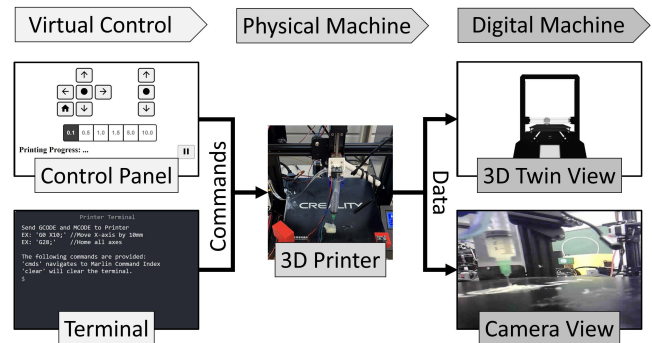 Virtual Control
Physical Machine
Digital Machine
0.1 0.5 1.0 1.5 5.0 10.0
Printing Progress: ...
Control Panel
Printer Terminal
Send GCODE and MCODE to Printer
EX: 'G0 X10;' //Move X-axis by 10mm
EX: 'G28;' //Home all axes
The following commands are provided:
'cmds' navigates to Marlin Command Index
'clear' will clear the terminal.
$
Terminal
Commands
CREALITY
3D Printer
Data
3D Twin View
Camera View